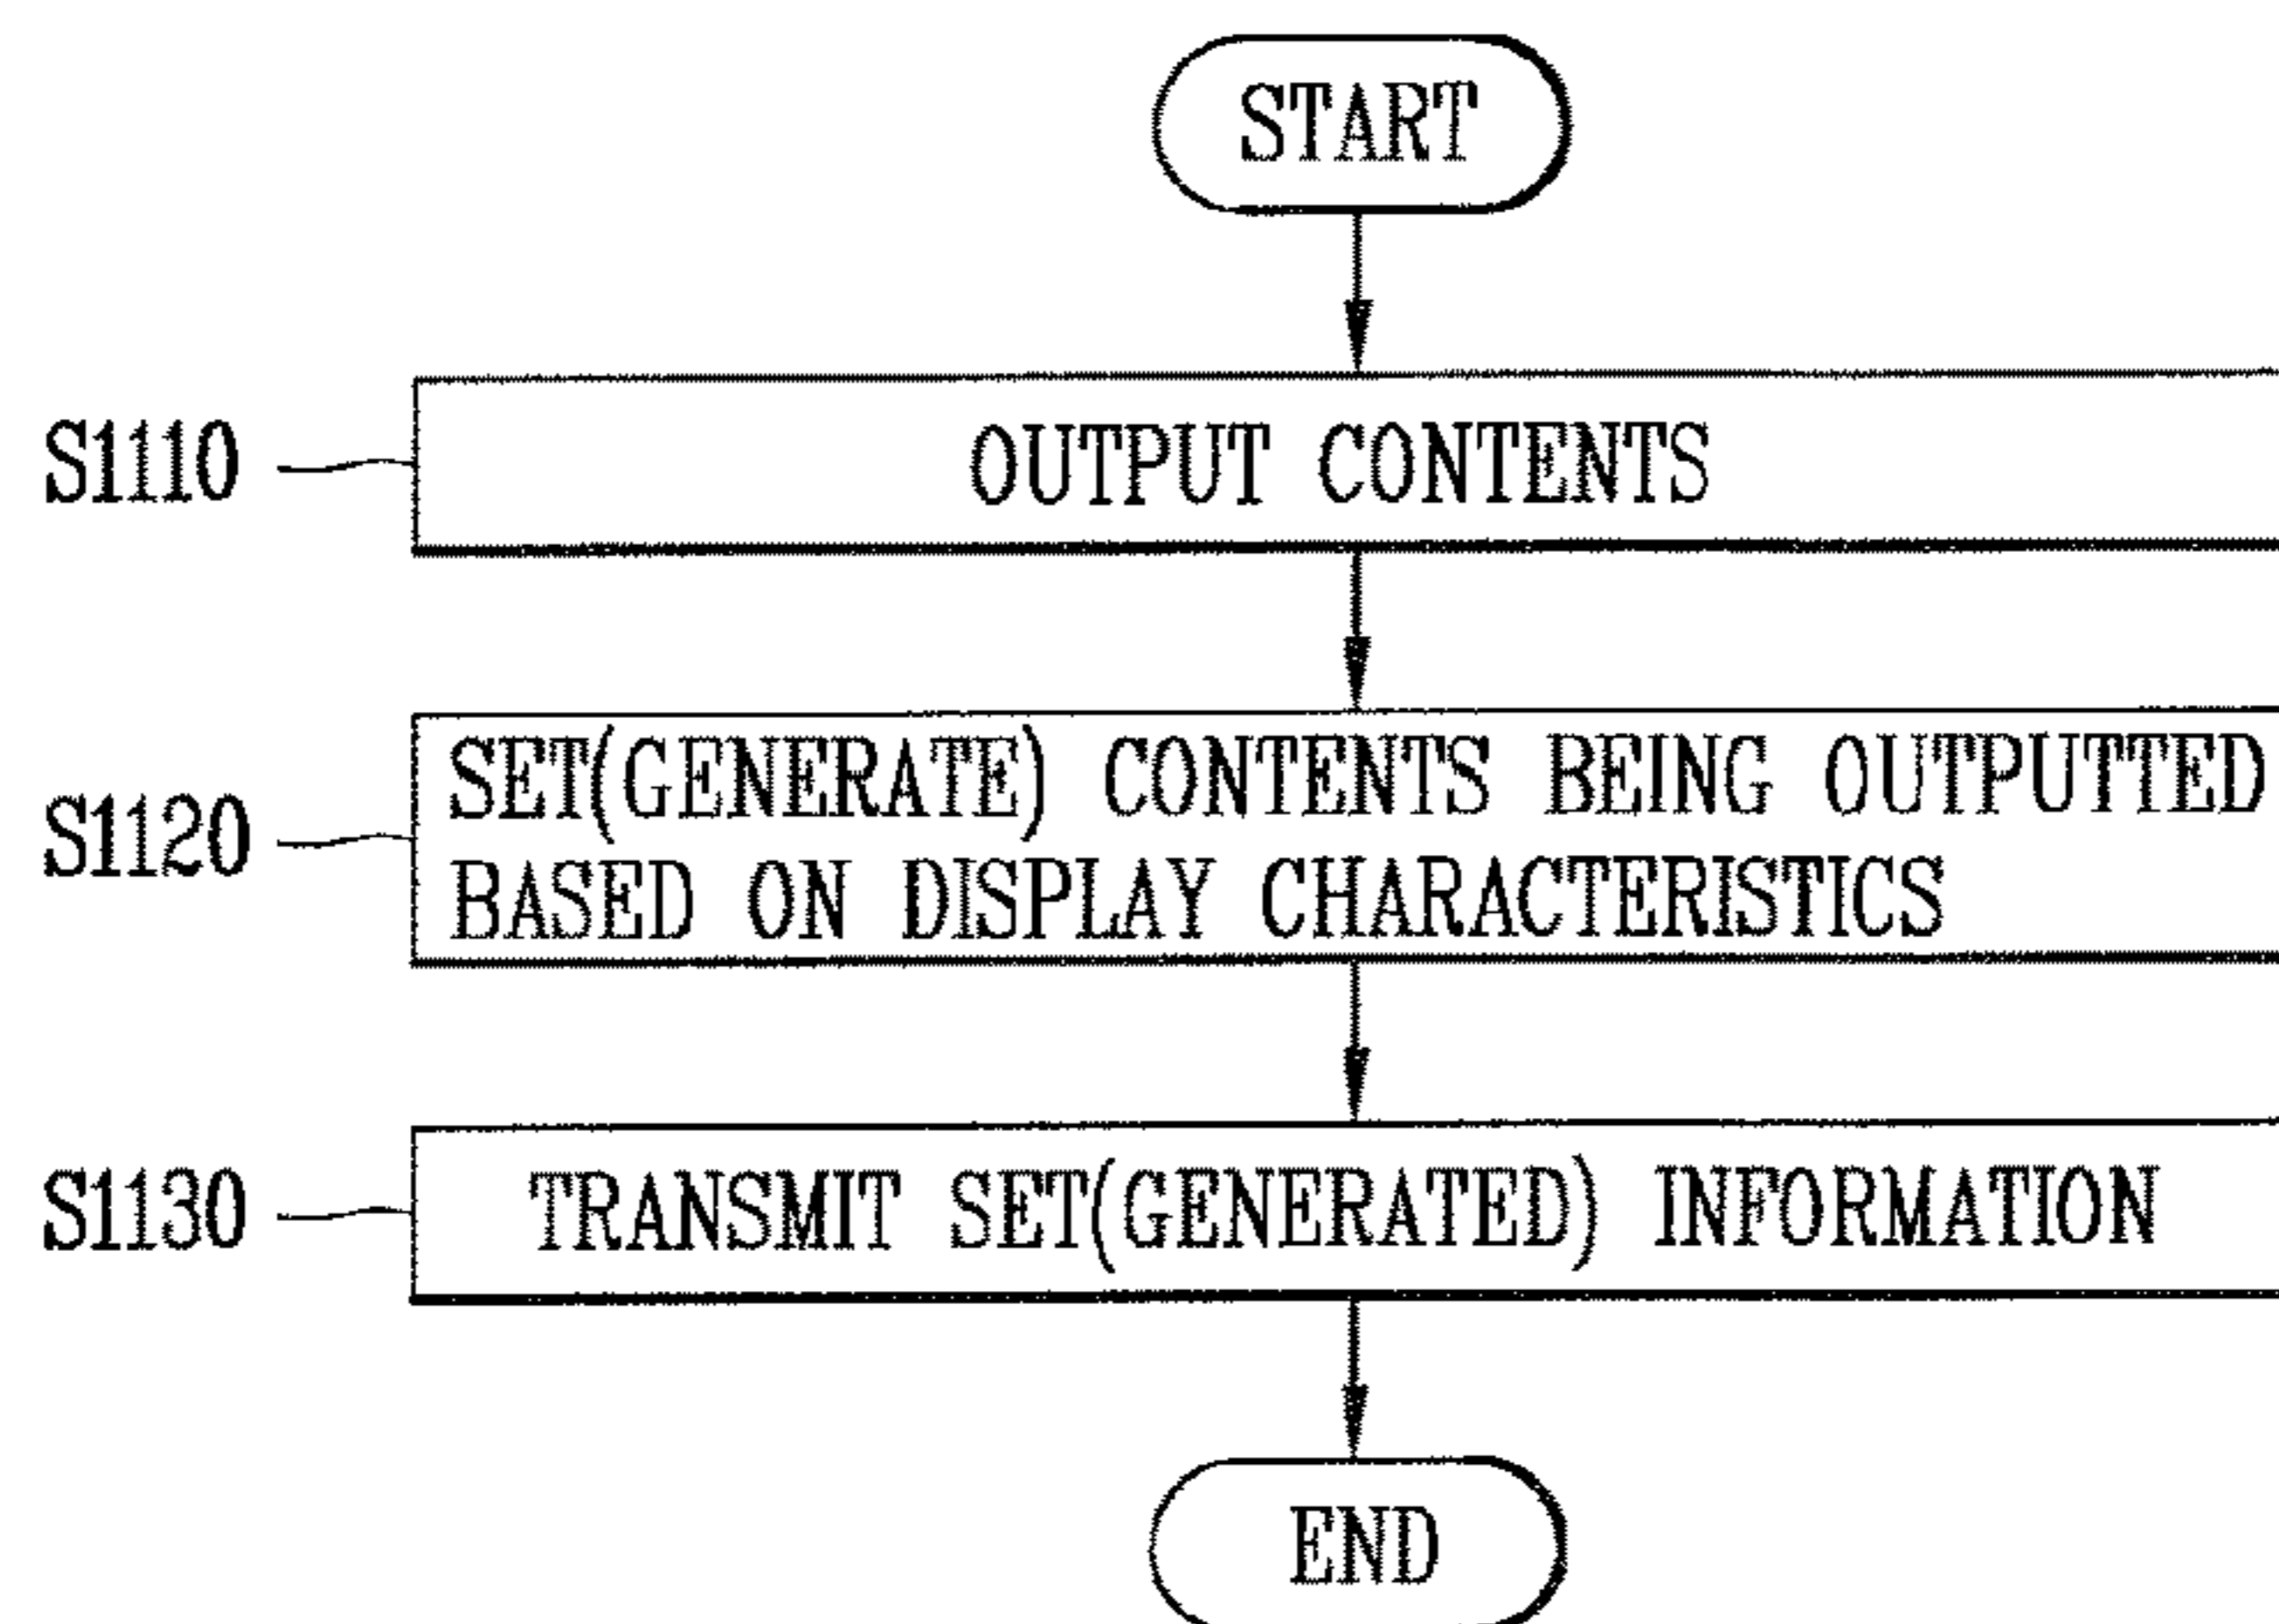 START
S1110
OUTPUT CONTENTS
S1120
SET(GENERATE) CONTENTS BEING OUTPUTTED
BASED ON DISPLAY CHARACTERISTICS
S1130
TRANSMIT SET(GENERATED) INFORMATION
END